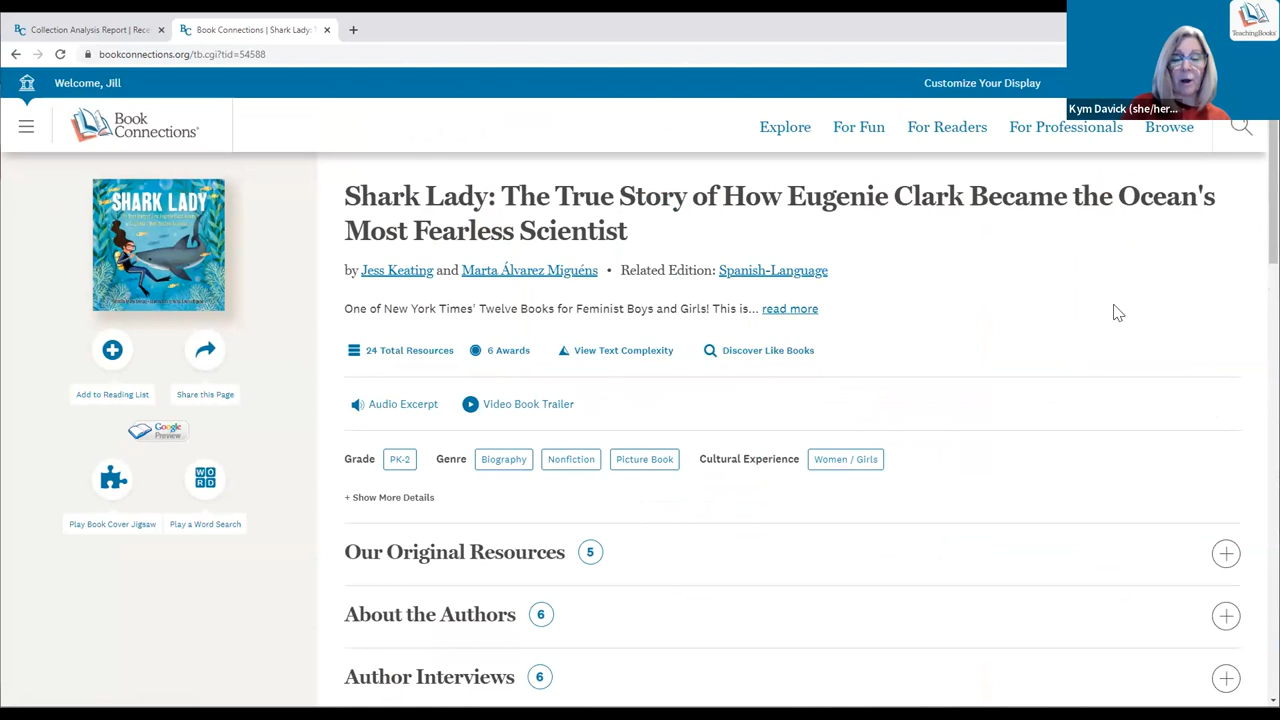 Collection Analysis Report | Rece
Book Connections | Shark Lady: T
bookconnections.org/tb.cgi?tid=54588
TeachingBooks
Kym Davick (she/her...
Welcome, Jill
Customize Your Display
Book
Connections
Explore
For Fun
For Readers
For Professionals
Browse
SHARK LADY
Shark Lady: The True Story of How Eugenie Clark Became the Ocean's
Most Fearless Scientist
by Jess Keating and Marta Álvarez Miguéns • Related Edition: Spanish-Language
One of New York Times' Twelve Books for Feminist Boys and Girls! This is... read more
24 Total Resources
6 Awards
View Text Complexity
Discover Like Books
Add to Reading List
Share this Page
Audio Excerpt
Video Book Trailer
Google
Preview
Grade
PK-2
Genre
Biography
Nonfiction
Picture Book
Cultural Experience
Women / Girls
WO
RD
+ Show More Details
Play Book Cover Jigsaw
Play a Word Search
Our Original Resources 5
About the Authors 6
Author Interviews 6